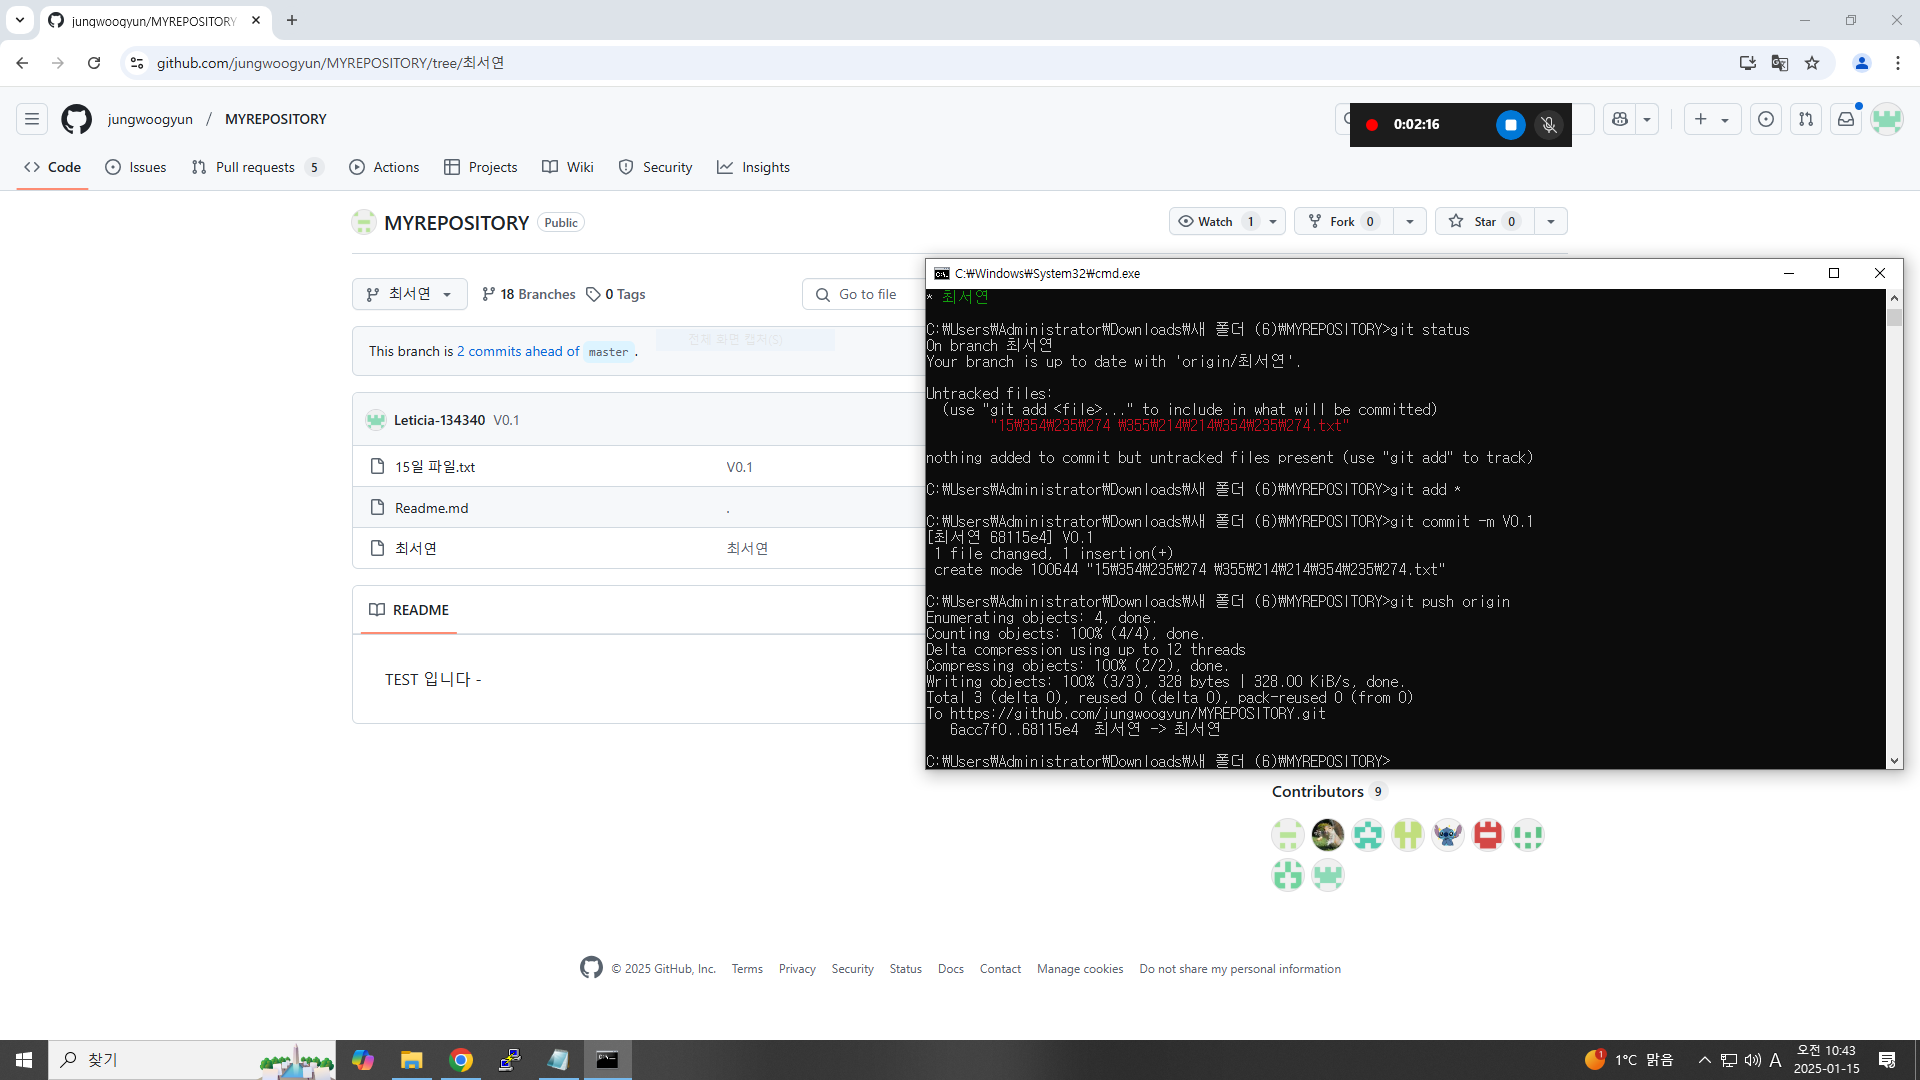 jungwoogyun/MYREPOSITORY
github.com/jungwoogyun/MYREPOSITORY/tree/최서연
jungwoogyun / MYREPOSITORY
0:02:16
Code
Issues
Pull requests 5
Actions
Projects
Wiki
Security
Insights
MYREPOSITORY Public
Watch 1
Fork 0
Star 0
최서연
18 Branches
0 Tags
Go to file
This branch is 2 commits ahead of master .
전체 화면 캡처(S)
Leticia-134340 V0.1
15일 파일.txt V0.1
Readme.md .
최서연 최서연
README
TEST 입니다 -
C:₩Windows₩System32₩cmd.exe
* 최서연
C:₩Users₩Administrator₩Downloads₩새 폴더 (6)₩MYREPOSITORY>git status
On branch 최서연
Your branch is up to date with 'origin/최서연'.
Untracked files:
(use "git add <file>..." to include in what will be committed)
"15₩354₩235₩274 ₩355₩214₩214₩354₩235₩274.txt"
nothing added to commit but untracked files present (use "git add" to track)
C:₩Users₩Administrator₩Downloads₩새 폴더 (6)₩MYREPOSITORY>git add *
C:₩Users₩Administrator₩Downloads₩새 폴더 (6)₩MYREPOSITORY>git commit -m V0.1
[최서연 68115e4] V0.1
1 file changed, 1 insertion(+)
create mode 100644 "15₩354₩235₩274 ₩355₩214₩214₩354₩235₩274.txt"
C:₩Users₩Administrator₩Downloads₩새 폴더 (6)₩MYREPOSITORY>git push origin
Enumerating objects: 4, done.
Counting objects: 100% (4/4), done.
Delta compression using up to 12 threads
Compressing objects: 100% (2/2), done.
Writing objects: 100% (3/3), 328 bytes | 328.00 KiB/s, done.
Total 3 (delta 0), reused 0 (delta 0), pack-reused 0 (from 0)
To https://github.com/jungwoogyun/MYREPOSITORY.git
6acc7f0..68115e4 최서연 -> 최서연
C:₩Users₩Administrator₩Downloads₩새 폴더 (6)₩MYREPOSITORY>
Contributors 9
© 2025 GitHub, Inc.
Terms
Privacy
Security
Status
Docs
Contact
Manage cookies
Do not share my personal information
찾기
1
1°C 맑음
A
오전 10:43
2025-01-15